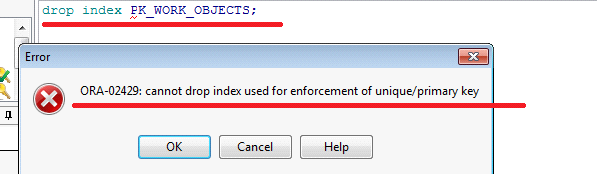 drop index PK_WORK_OBJECTS;
Error
ORA-02429: cannot drop index used for enforcement of unique/primary key
OK
Cancel
Help